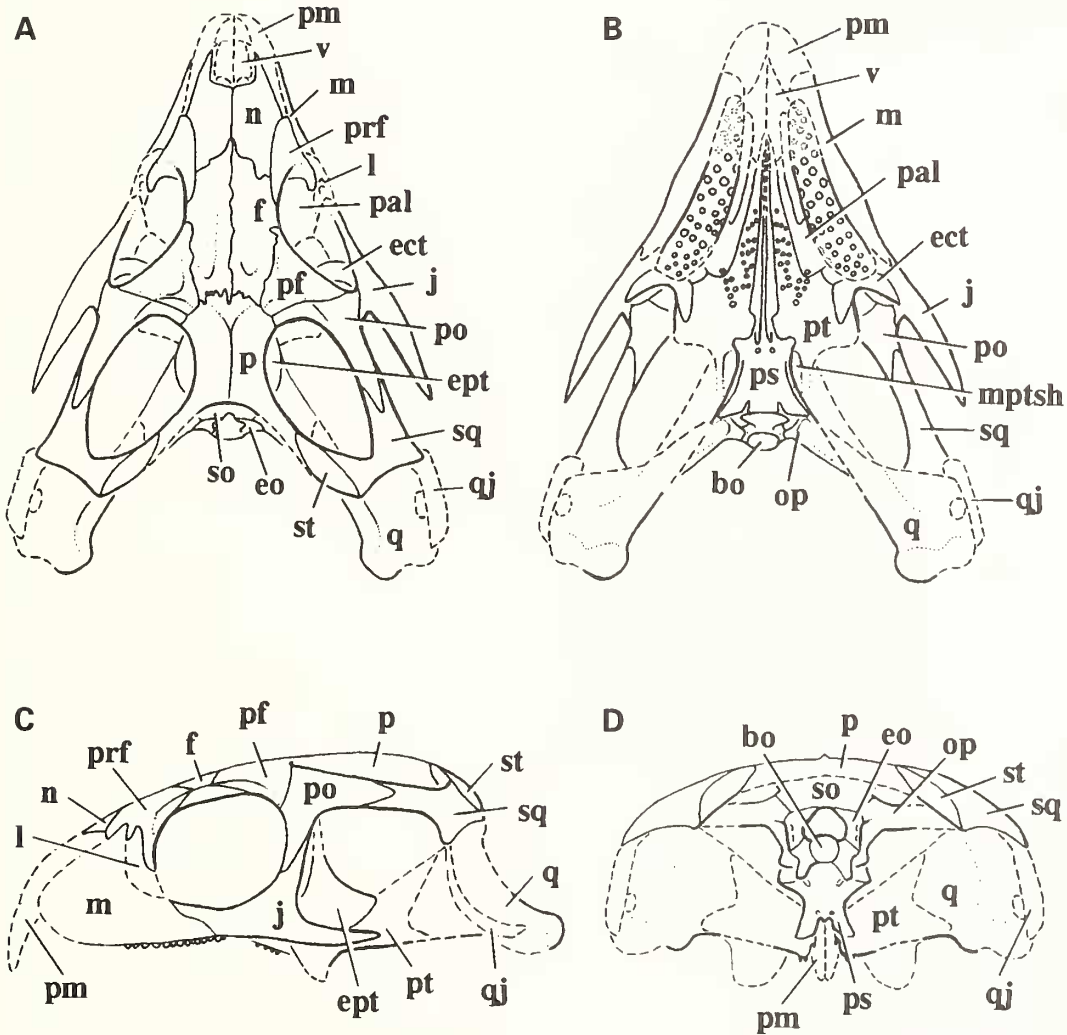 A
pm
v
m
n
prf
l
pal
f
ect
j
pf
po
p
ept
sq
so
eo
st
qj
q
B
pm
v
m
pal
ect
j
pt
po
ps
mptsh
sq
bo
op
qj
q
C
pf
p
f
prf
st
n
po
sq
l
q
m
j
pm
ept
pt
qj
D
p
bo
eo
op
st
so
sq
q
pt
pm
ps
qj